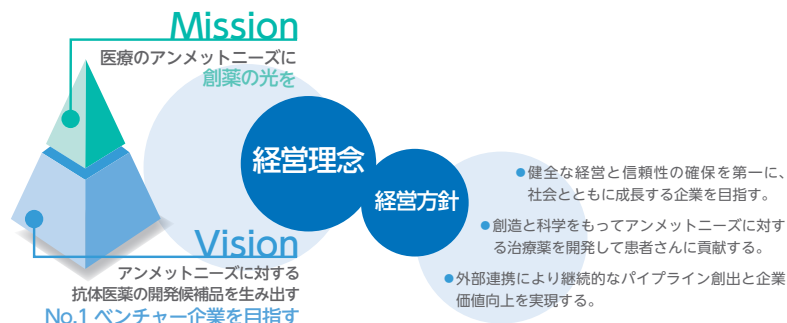 Mission
医療のアンメットニーズに
創薬の光を
経営理念
経営方針
Vision
アンメットニーズに対する
抗体医薬の開発候補品を生み出す
No.1 ベンチャー企業を目指す
●健全な経営と信頼性の確保を第一に、
社会とともに成長する企業を目指す。
●創造と科学をもってアンメットニーズに対す
る治療薬を開発して患者さんに貢献する。
●外部連携により継続的なパイプライン創出と企業
価値向上を実現する。